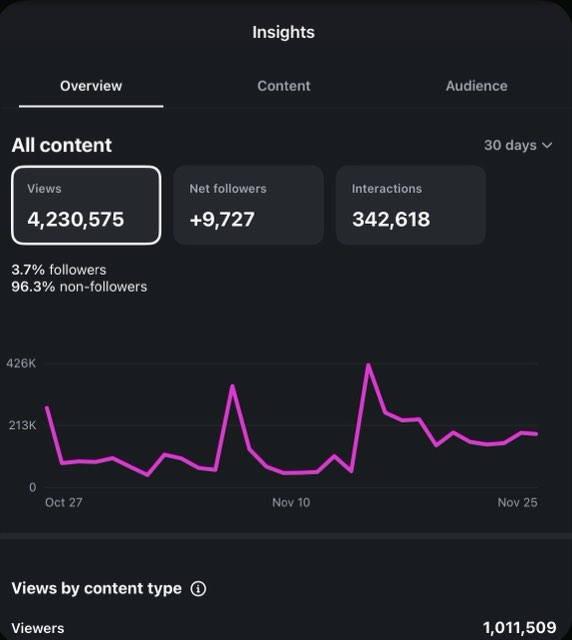 Insights
Overview Content Audience
All content 30 days
Views Net followers Interactions
4,230,575 +9,727 342,618
3.7% followers
96.3% non-followers
426K
213K
0
Oct 27 Nov 10 Nov 25
Views by content type
Viewers 1,011,509